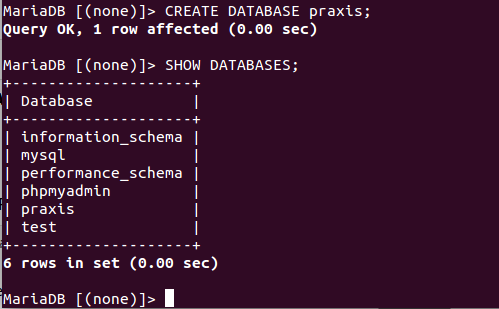 MariaDB [(none)]> CREATE DATABASE praxis;
Query OK, 1 row affected (0.00 sec)
MariaDB [(none)]> SHOW DATABASES;
+--------------------+
| Database           |
+--------------------+
| information_schema |
| mysql              |
| performance_schema |
| phpmyadmin         |
| praxis             |
| test               |
+--------------------+
6 rows in set (0.00 sec)
MariaDB [(none)]>